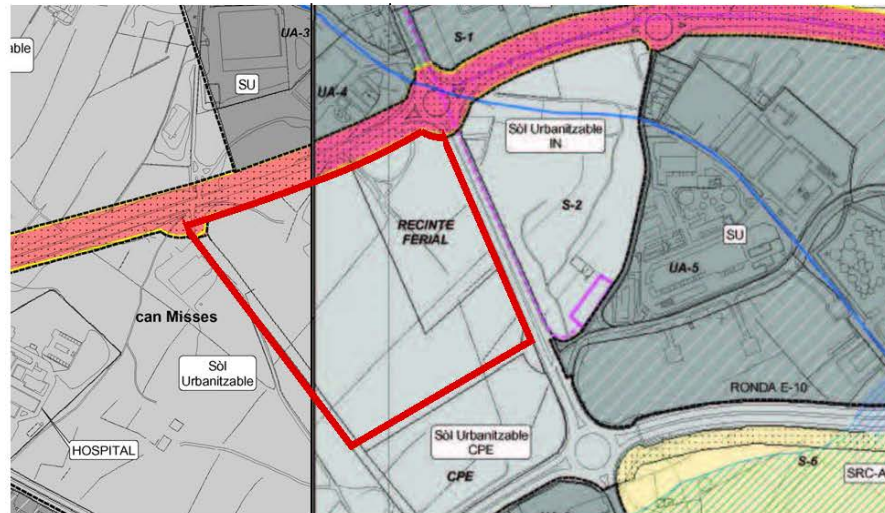 able
UA-3
SU
UA-4
S-1
Sòl Urbanitzable
IN
S-2
RECINTE
FERIAL
SU
UA-5
can Misses
Sòl
Urbanitzable
RONDA E-10
HOSPITAL
Sòl Urbanitzable
CPE
CPE
S-6
SRC-A